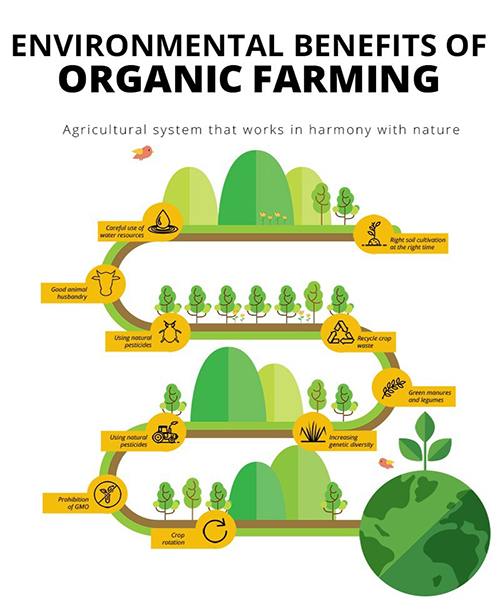 ENVIRONMENTAL BENEFITS OF
ORGANIC FARMING
Agricultural system that works in harmony with nature
Careful use of
water resources
Right soil cultivation
at the right time
Good animal
husbandry
Using natural
pesticides
Recycle crop
waste
Green manures
and legumes
Using natural
pesticides
Increasing
genetic diversity
Prohibition
of GMO
Crop
rotation